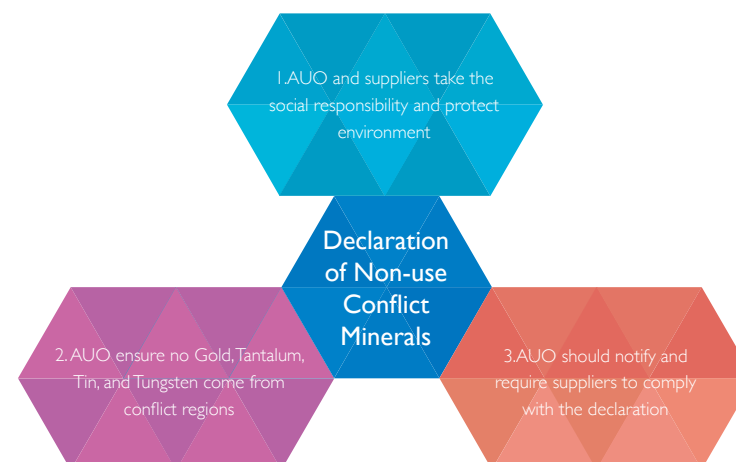 1.AUO and suppliers take the
social responsibility and protect
environment
Declaration
of Non-use
Conflict
Minerals
2. AUO ensure no Gold, Tantalum,
Tin, and Tungsten come from
conflict regions
3.AUO should notify and
require suppliers to comply
with the declaration